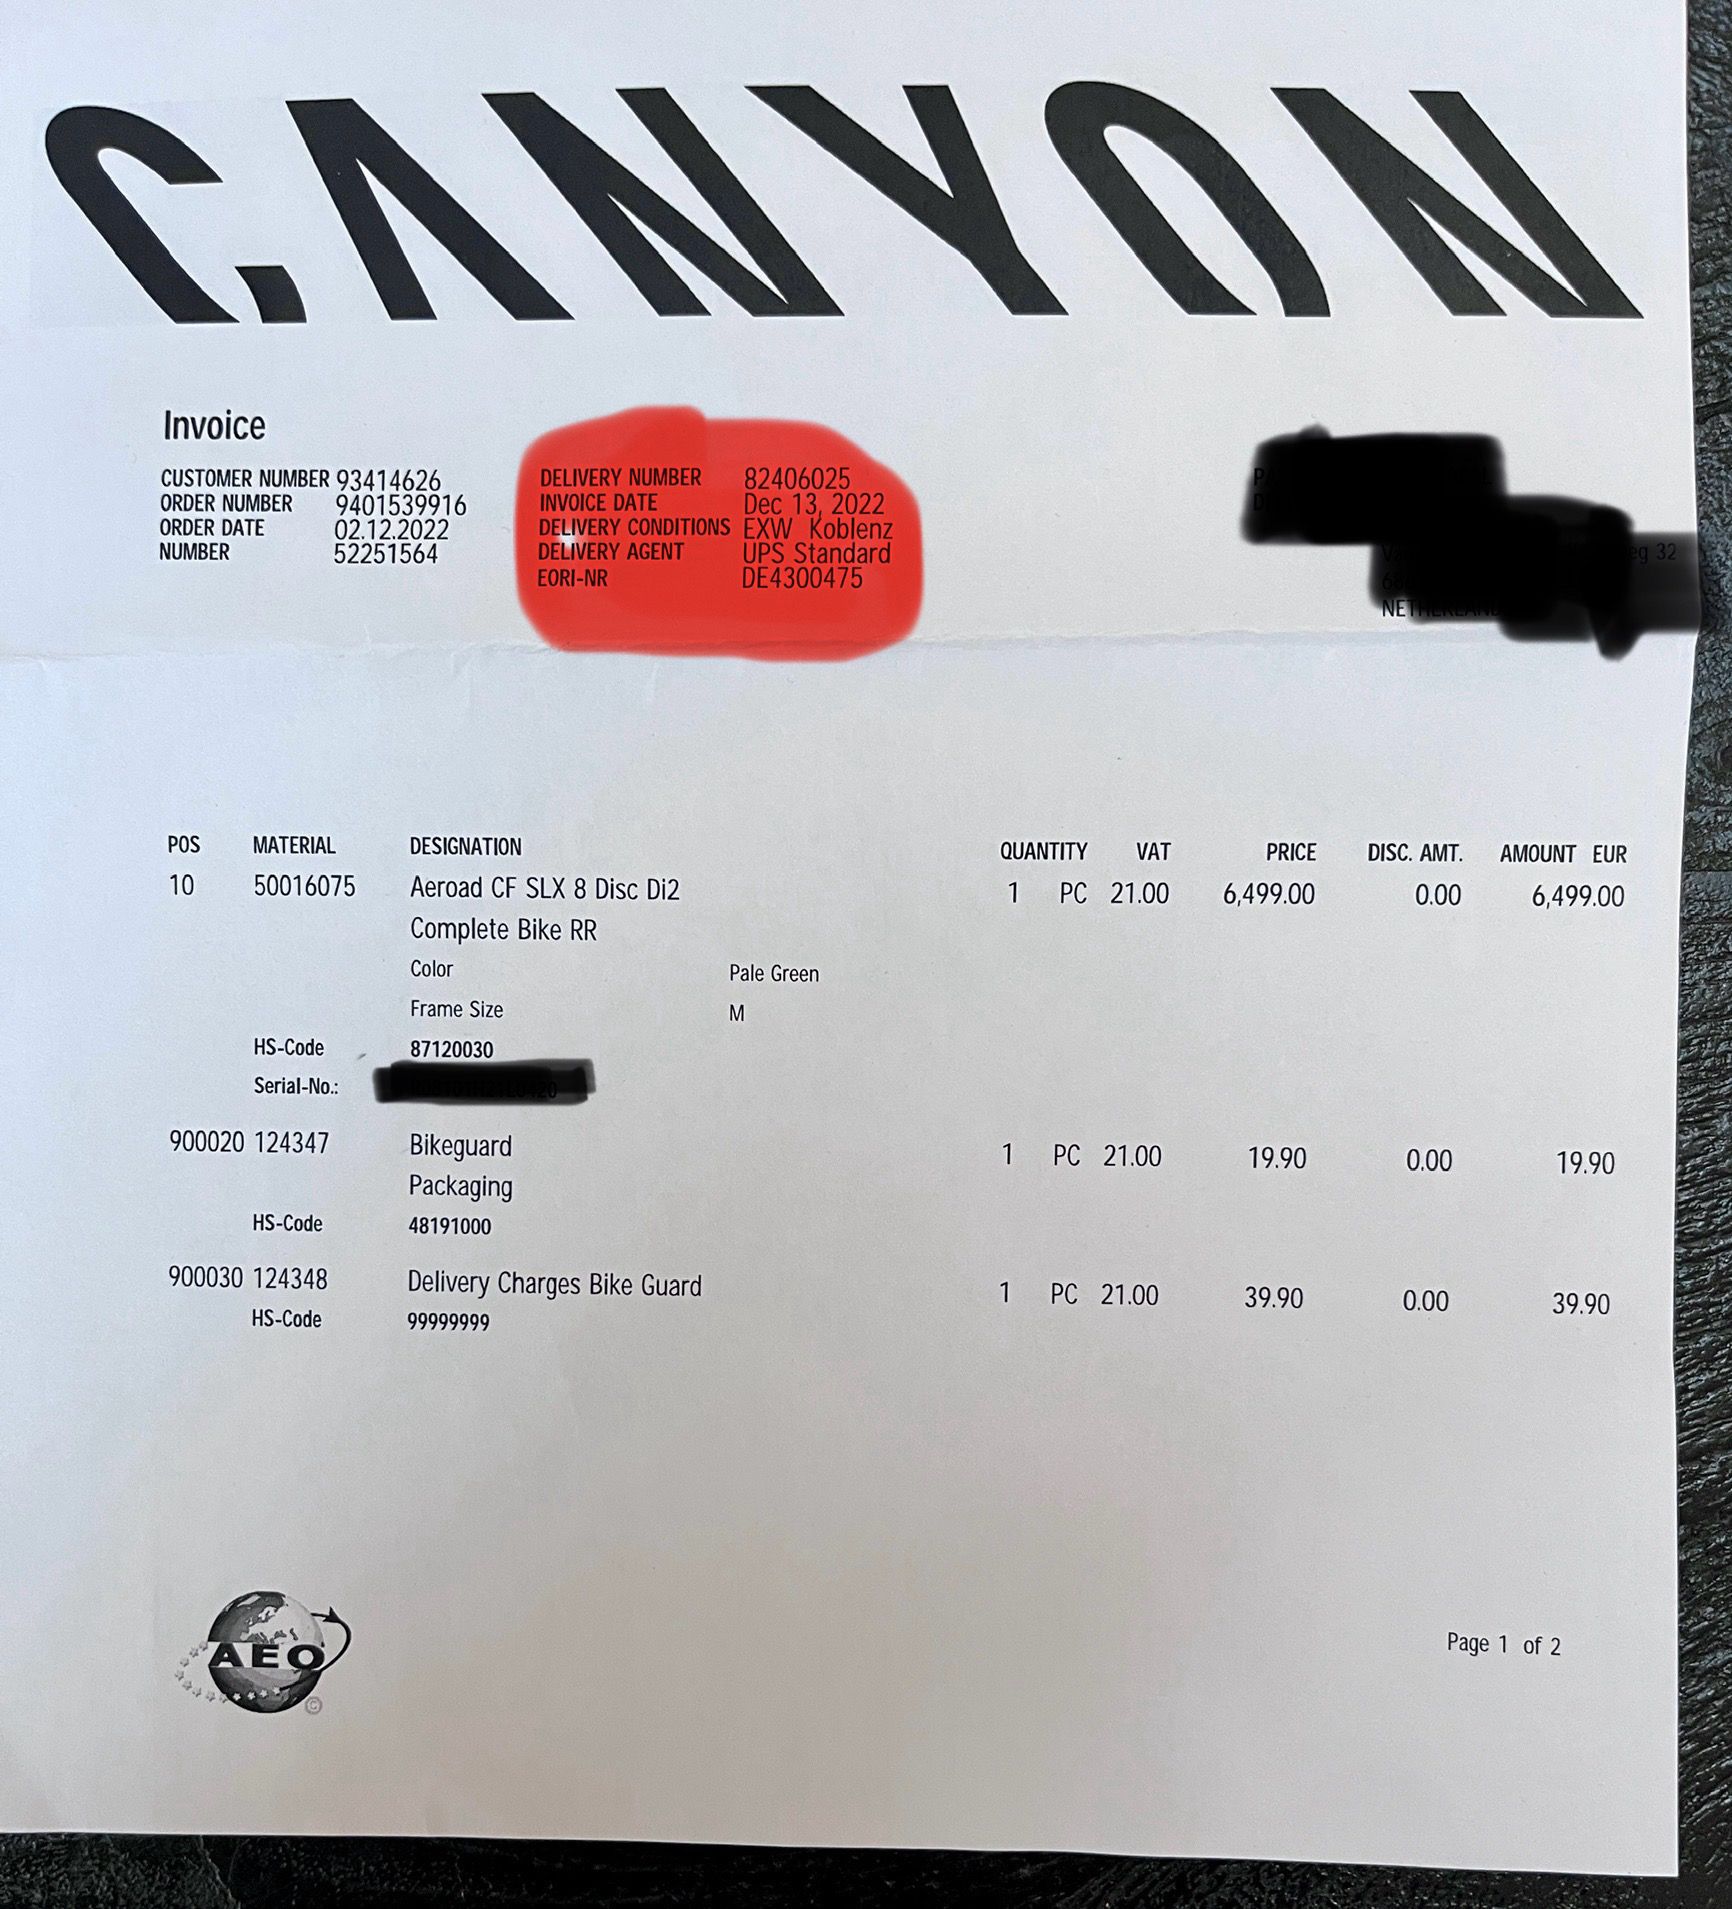 CANYON
Invoice
CUSTOMER NUMBER 93414626
ORDER NUMBER 9401539916
ORDER DATE 02.12.2022
NUMBER 52251564
DELIVERY NUMBER 82406025
INVOICE DATE Dec 13, 2022
DELIVERY CONDITIONS EXW Koblenz
DELIVERY AGENT UPS Standard
EORI-NR DE4300475
32
POS MATERIAL DESIGNATION QUANTITY VAT PRICE DISC. AMT. AMOUNT EUR
10 50016075 Aeroad CF SLX 8 Disc Di2 1 PC 21.00 6,499.00 0.00 6,499.00
Complete Bike RR
Color Pale Green
Frame Size M
HS-Code 87120030
Serial-No.:
900020 124347 Bikeguard 1 PC 21.00 19.90 0.00 19.90
Packaging
HS-Code 48191000
900030 124348 Delivery Charges Bike Guard 1 PC 21.00 39.90 0.00 39.90
HS-Code 99999999
AEO
©
Page 1 of 2